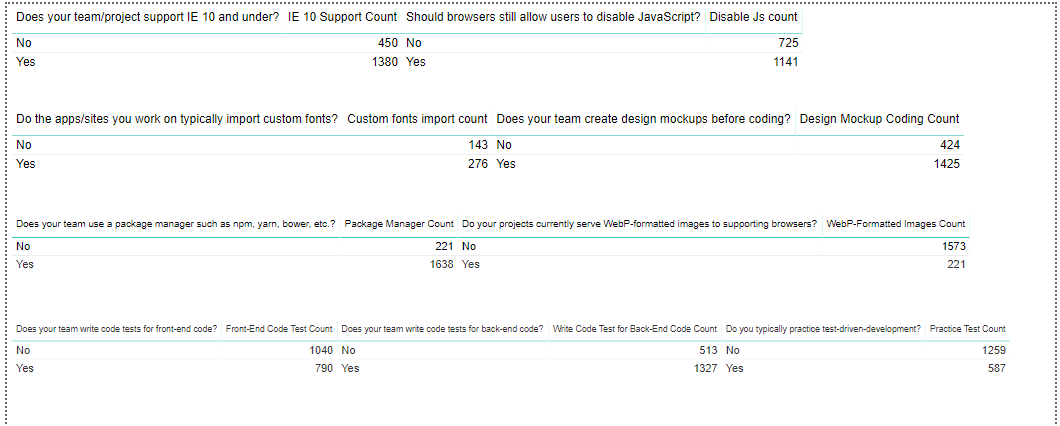 Does your team/project support IE 10 and under? IE 10 Support Count Should browsers still allow users to disable JavaScript? Disable Js count
No 450 No 725
Yes 1380 Yes 1141
Do the apps/sites you work on typically import custom fonts? Custom fonts import count Does your team create design mockups before coding? Design Mockup Coding Count
No 143 No 424
Yes 276 Yes 1425
Does your team use a package manager such as npm, yarn, bower, etc.? Package Manager Count Do your projects currently serve WebP-formatted images to supporting browsers? WebP-Formatted Images Count
No 221 No 1573
Yes 1638 Yes 221
Does your team write code tests for front-end code? Front-End Code Test Count Does your team write code tests for back-end code? Write Code Test for Back-End Code Count Do you typically practice test-driven-development? Practice Test Count
No 1040 No 513 No 1259
Yes 790 Yes 1327 Yes 587